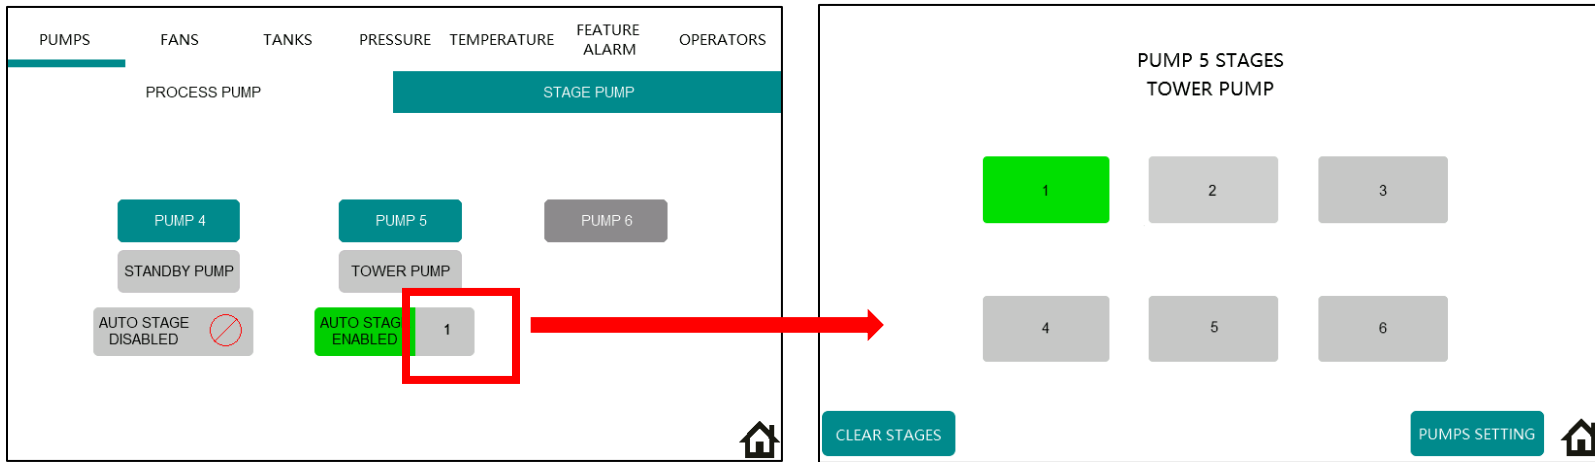 PUMPS FANS TANKS PRESSURE TEMPERATURE FEATURE ALARM OPERATORS
PROCESS PUMP STAGE PUMP
PUMP 4 PUMP 5 PUMP 6
STANDBY PUMP TOWER PUMP
AUTO STAGE DISABLED
AUTO STAG
ENABLED
1
PUMP 5 STAGES
TOWER PUMP
1 2 3
4 5 6
CLEAR STAGES PUMPS SETTING